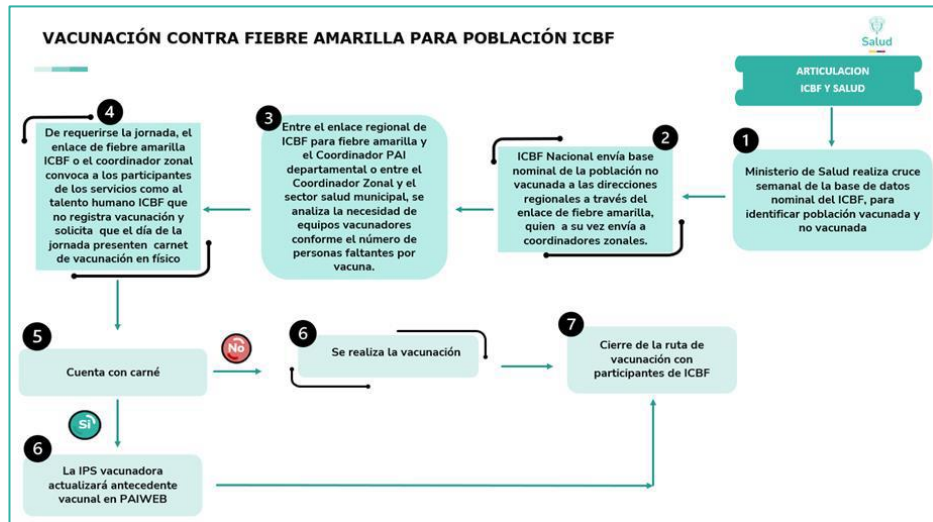 VACUNACIÓN CONTRA FIEBRE AMARILLA PARA POBLACIÓN ICBF
Salud
ARTICULACION
ICBF Y SALUD
1
Ministerio de Salud realiza cruce
semanal de la base de datos
nominal del ICBF, para
identificar población vacunada y
no vacunada
2
ICBF Nacional envía base
nominal de la población no
vacunada a las direcciones
regionales a través del
enlace de fiebre amarilla,
quien a su vez envía a
coordinadores zonales.
3
Entre el enlace regional de
ICBF para fiebre amarilla y
el Coordinador PAI
departamental o entre el
Coordinador Zonal y el
sector salud municipal, se
analiza la necesidad de
equipos vacunadores
conforme el número de
personas faltantes por
vacuna.
4
De requerirse la jornada, el
enlace de fiebre amarilla
ICBF o el coordinador zonal
convoca a los participantes
de los servicios como al
talento humano ICBF que
no registra vacunación y
solicita que el día de la
jornada presenten carnet
de vacunación en físico
5
Cuenta con carné
No
6
Se realiza la vacunación
7
Cierre de la ruta de
vacunación con
participantes de ICBF
Sí
6
La IPS vacunadora
actualizará antecedente
vacunal en PAIWEB